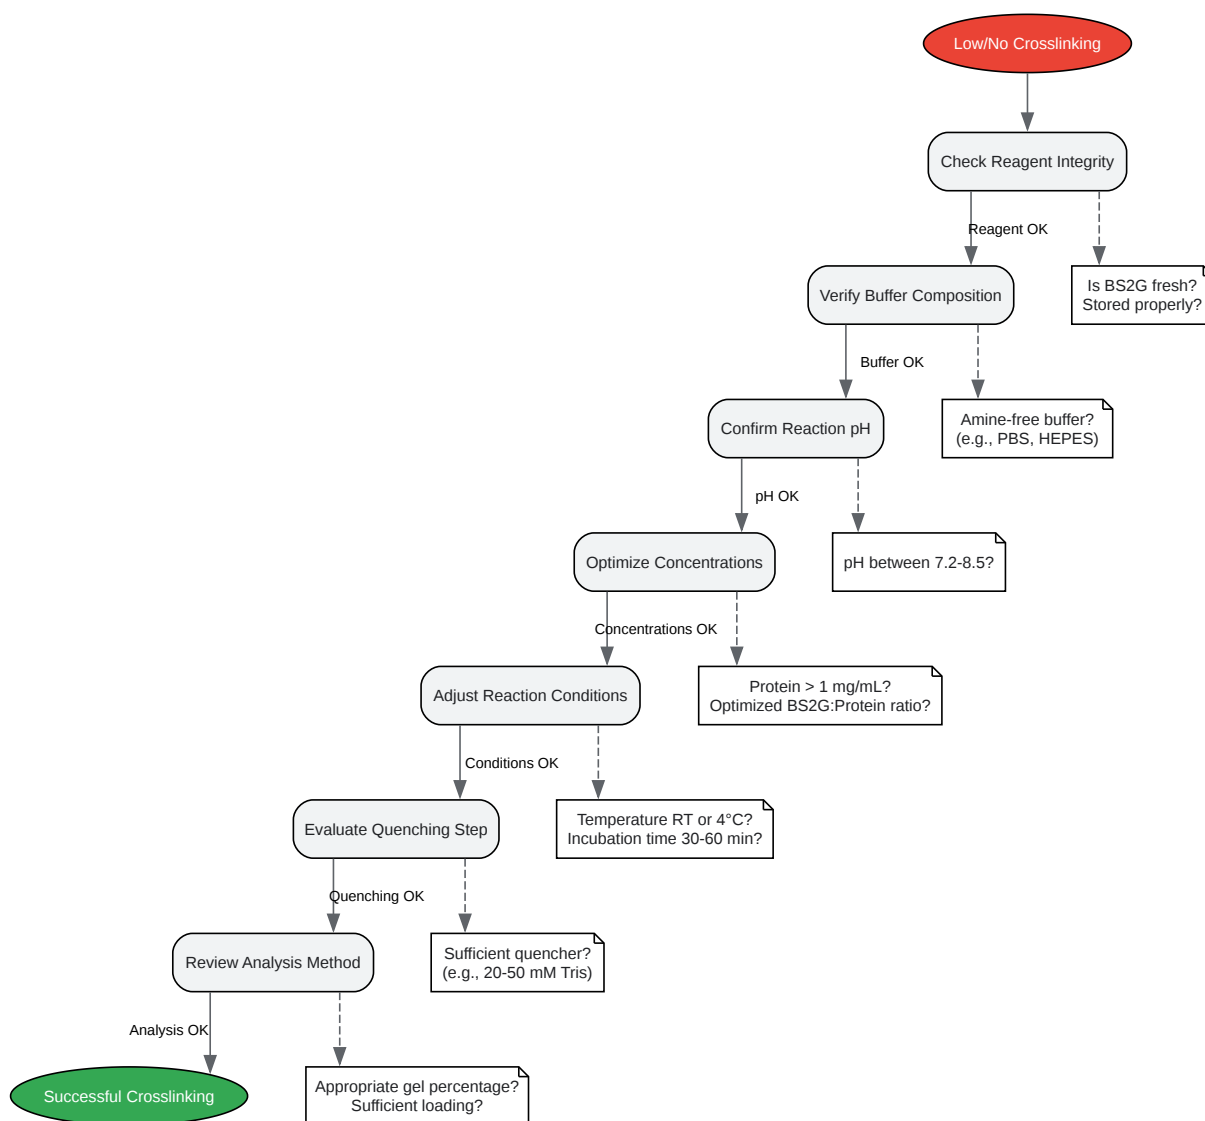 Low/No Crosslinking
Check Reagent Integrity
Reagent OK
Is BS2G fresh?
Stored properly?
Verify Buffer Composition
Buffer OK
Amine-free buffer?
(e.g., PBS, HEPES)
Confirm Reaction pH
pH OK
pH between 7.2-8.5?
Optimize Concentrations
Concentrations OK
Protein > 1 mg/mL?
Optimized BS2G:Protein ratio?
Adjust Reaction Conditions
Conditions OK
Temperature RT or 4°C?
Incubation time 30-60 min?
Evaluate Quenching Step
Quenching OK
Sufficient quencher?
(e.g., 20-50 mM Tris)
Review Analysis Method
Analysis OK
Appropriate gel percentage?
Sufficient loading?
Successful Crosslinking